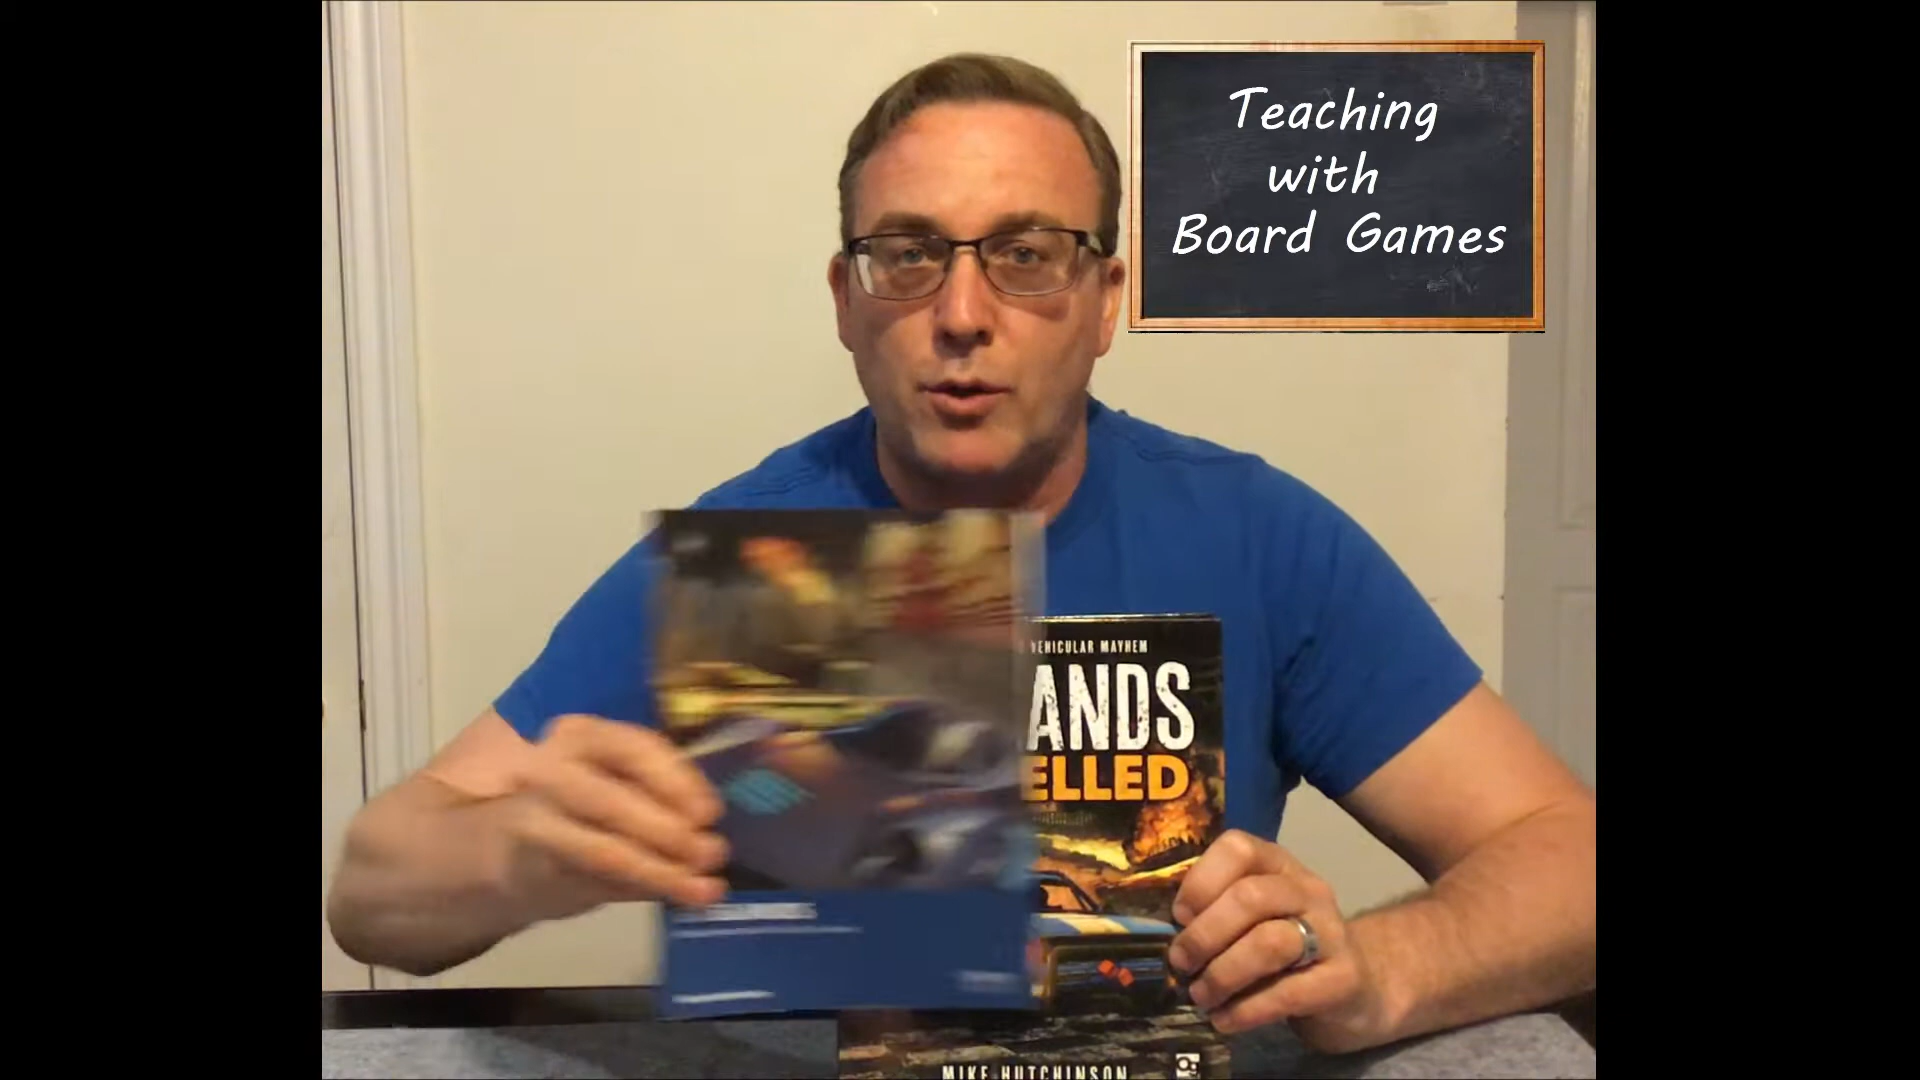 Teaching
with
Board Games
VEHICULAR MAYHEM
ANDS
ELLED
MIKE HUTCHINSON